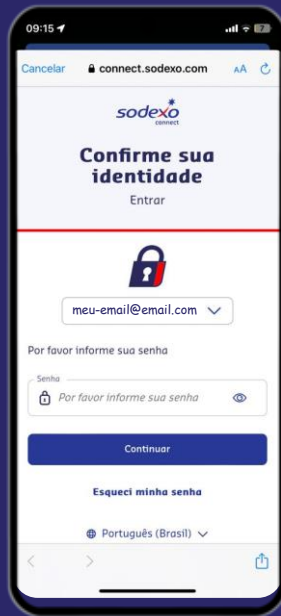 09:15
Cancelar connect.sodexo.com AA
sodexo
connect
Confirme sua
identidade
Entrar
meu-email@email.com
Por favor informe sua senha
Senha
Por favor informe sua senha
Continuar
Esqueci minha senha
Português (Brasil)